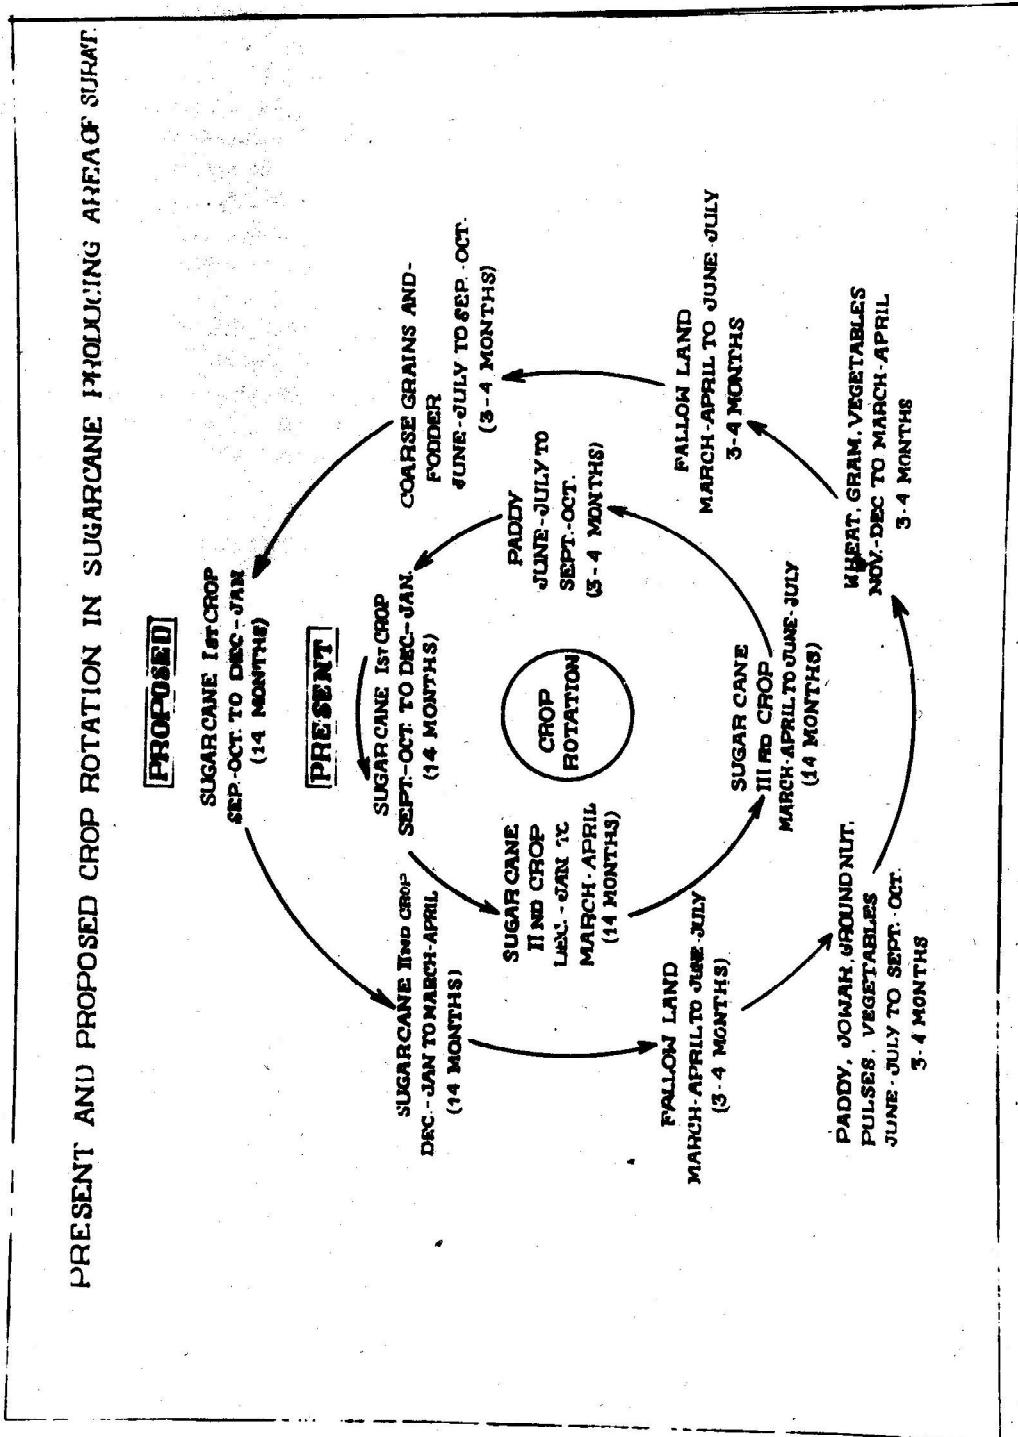 PRESENT AND PROPOSED CROP ROTATION IN SUGARCANE PRODUCING AREA OF SURAT.
PROPOSED
SUGARCANE IST CROP
SEP.-OCT. TO DEC-JAN
(14 MONTHS)
PRESENT
SUGARCANE IST CROP
SEPT.-OCT TO DEC-JAN.
(14 MONTHS)
SUGARCANE IIND CROP
DEC.-JAN TO MARCH-APRIL
(14 MONTHS)
COARSE GRAINS AND-
FODDER
JUNE-JULY TO SEP.-OCT.
(3-4 MONTHS)
SUGARCANE
IIND CROP
DEC.-JAN TO
MARCH-APRIL
(14 MONTHS)
CROP
ROTATION
PADDY
JUNE-JULY TO
SEPT.-OCT.
(3-4 MONTHS)
FALLOW LAND
MARCH-APRIL TO JUNE-JULY
(3-4 MONTHS)
SUGARCANE
III RD CROP
MARCH-APRIL TO JUNE-JULY
(14 MONTHS)
FALLOW LAND
MARCH-APRIL TO JUNE-JULY
3-4 MONTHS
PADDY, JOWAR, GROUNDNUT,
PULSES, VEGETABLES
JUNE-JULY TO SEPT.-OCT.
3-4 MONTHS
WHEAT, GRAM, VEGETABLES
NOV.-DEC TO MARCH-APRIL
3-4 MONTHS